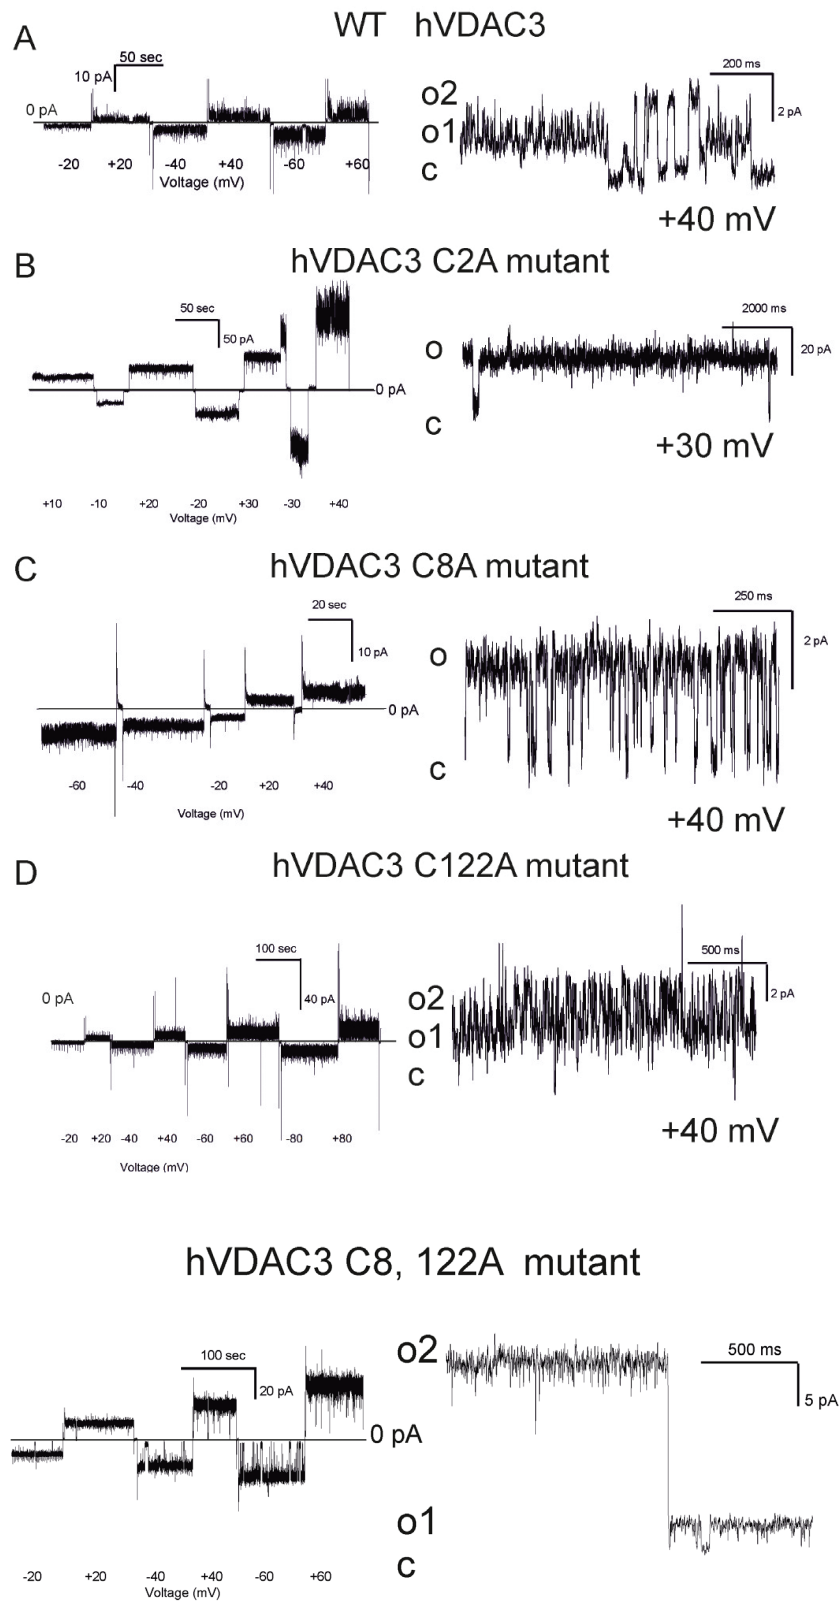 WT hVDAC3
A
50 sec
10 pA
0 pA
-20 +20 -40 +40 -60 +60
Voltage (mV)
200 ms
2 pA
o2
o1
c
+40 mV
hVDAC3 C2A mutant
B
50 sec
50 pA
0 pA
+10 -10 +20 -20 +30 -30 +40
Voltage (mV)
2000 ms
20 pA
o
c
+30 mV
hVDAC3 C8A mutant
C
20 sec
10 pA
0 pA
-60 -40 -20 +20 +40
Voltage (mV)
250 ms
2 pA
o
c
+40 mV
hVDAC3 C122A mutant
D
100 sec
40 pA
0 pA
-20 +20 -40 +40 -60 +60 -80 +80
Voltage (mV)
500 ms
2 pA
o2
o1
c
+40 mV
hVDAC3 C8, 122A mutant
100 sec
20 pA
0 pA
-20 +20 -40 +40 -60 +60
Voltage (mV)
o2
500 ms
5 pA
o1
c